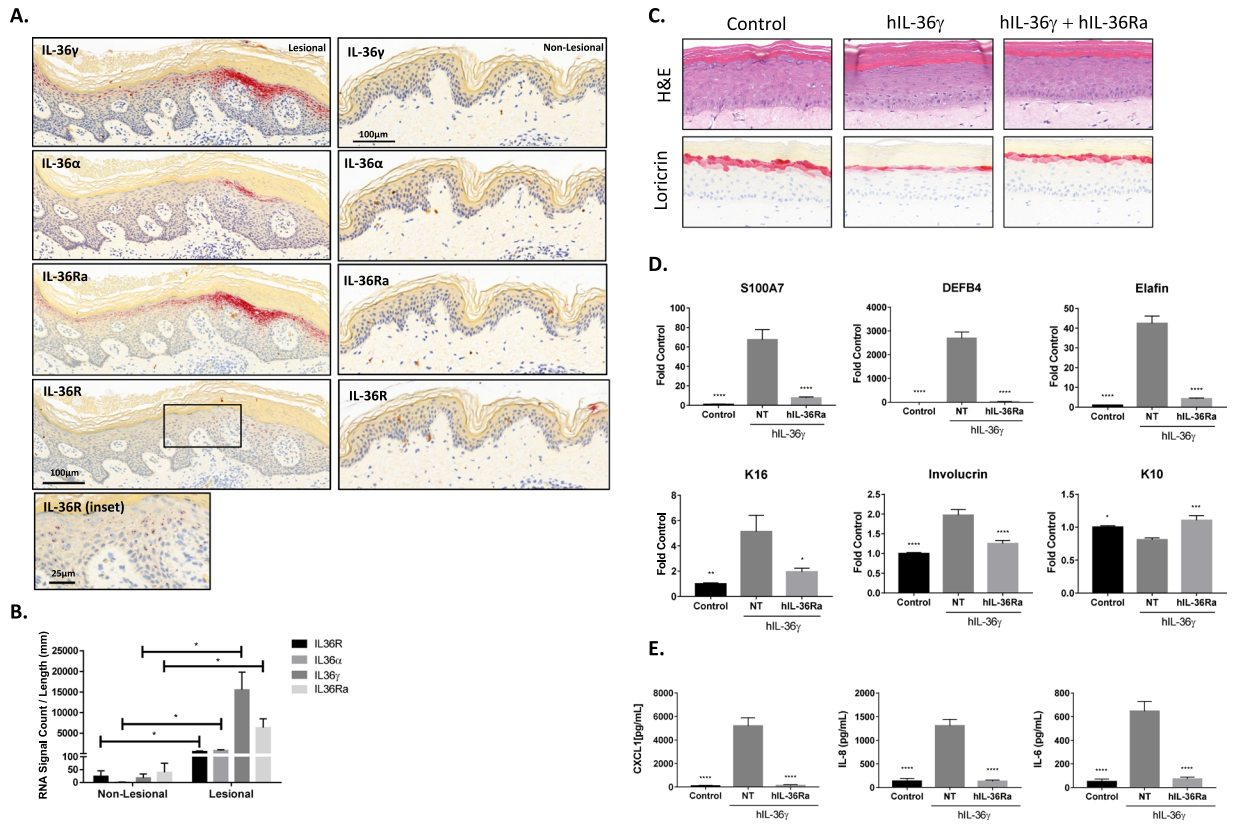 A.
IL-36γ
Lesional
IL-36γ
Non-Lesional
100μm
IL-36α
IL-36α
IL-36Ra
IL-36Ra
IL-36R
100μm
IL-36R
IL-36R (inset)
25μm
B.
RNA Signal Count / Length (mm)
25000
20000
15000
10000
5000
100
50
0
* * * *
Non-Lesional Lesional
IL36R
IL36α
IL36γ
IL36Ra
C.
Control hIL-36γ hIL-36γ + hIL-36Ra
H&E
Loricrin
D.
S100A7
Fold Control
100
80
60
40
20
0
**** ****
Control NT hIL-36Ra
hIL-36γ
DEFB4
Fold Control
4000
3000
2000
1000
0
**** ****
Control NT hIL-36Ra
hIL-36γ
Elafin
Fold Control
50
40
30
20
10
0
**** ****
Control NT hIL-36Ra
hIL-36γ
K16
Fold Control
8
6
4
2
0
** *
Control NT hIL-36Ra
hIL-36γ
Involucrin
Fold Control
2.5
2.0
1.5
1.0
0.5
0.0
**** ****
Control NT hIL-36Ra
hIL-36γ
K10
Fold Control
1.5
1.0
0.5
0.0
* ***
Control NT hIL-36Ra
hIL-36γ
E.
CXCL1[pg/mL]
8000
6000
4000
2000
0
**** ****
Control NT hIL-36Ra
hIL-36γ
IL-8 (pg/mL)
2000
1500
1000
500
0
**** ****
Control NT hIL-36Ra
hIL-36γ
IL-6 (pg/mL)
800
600
400
200
0
**** ****
Control NT hIL-36Ra
hIL-36γ